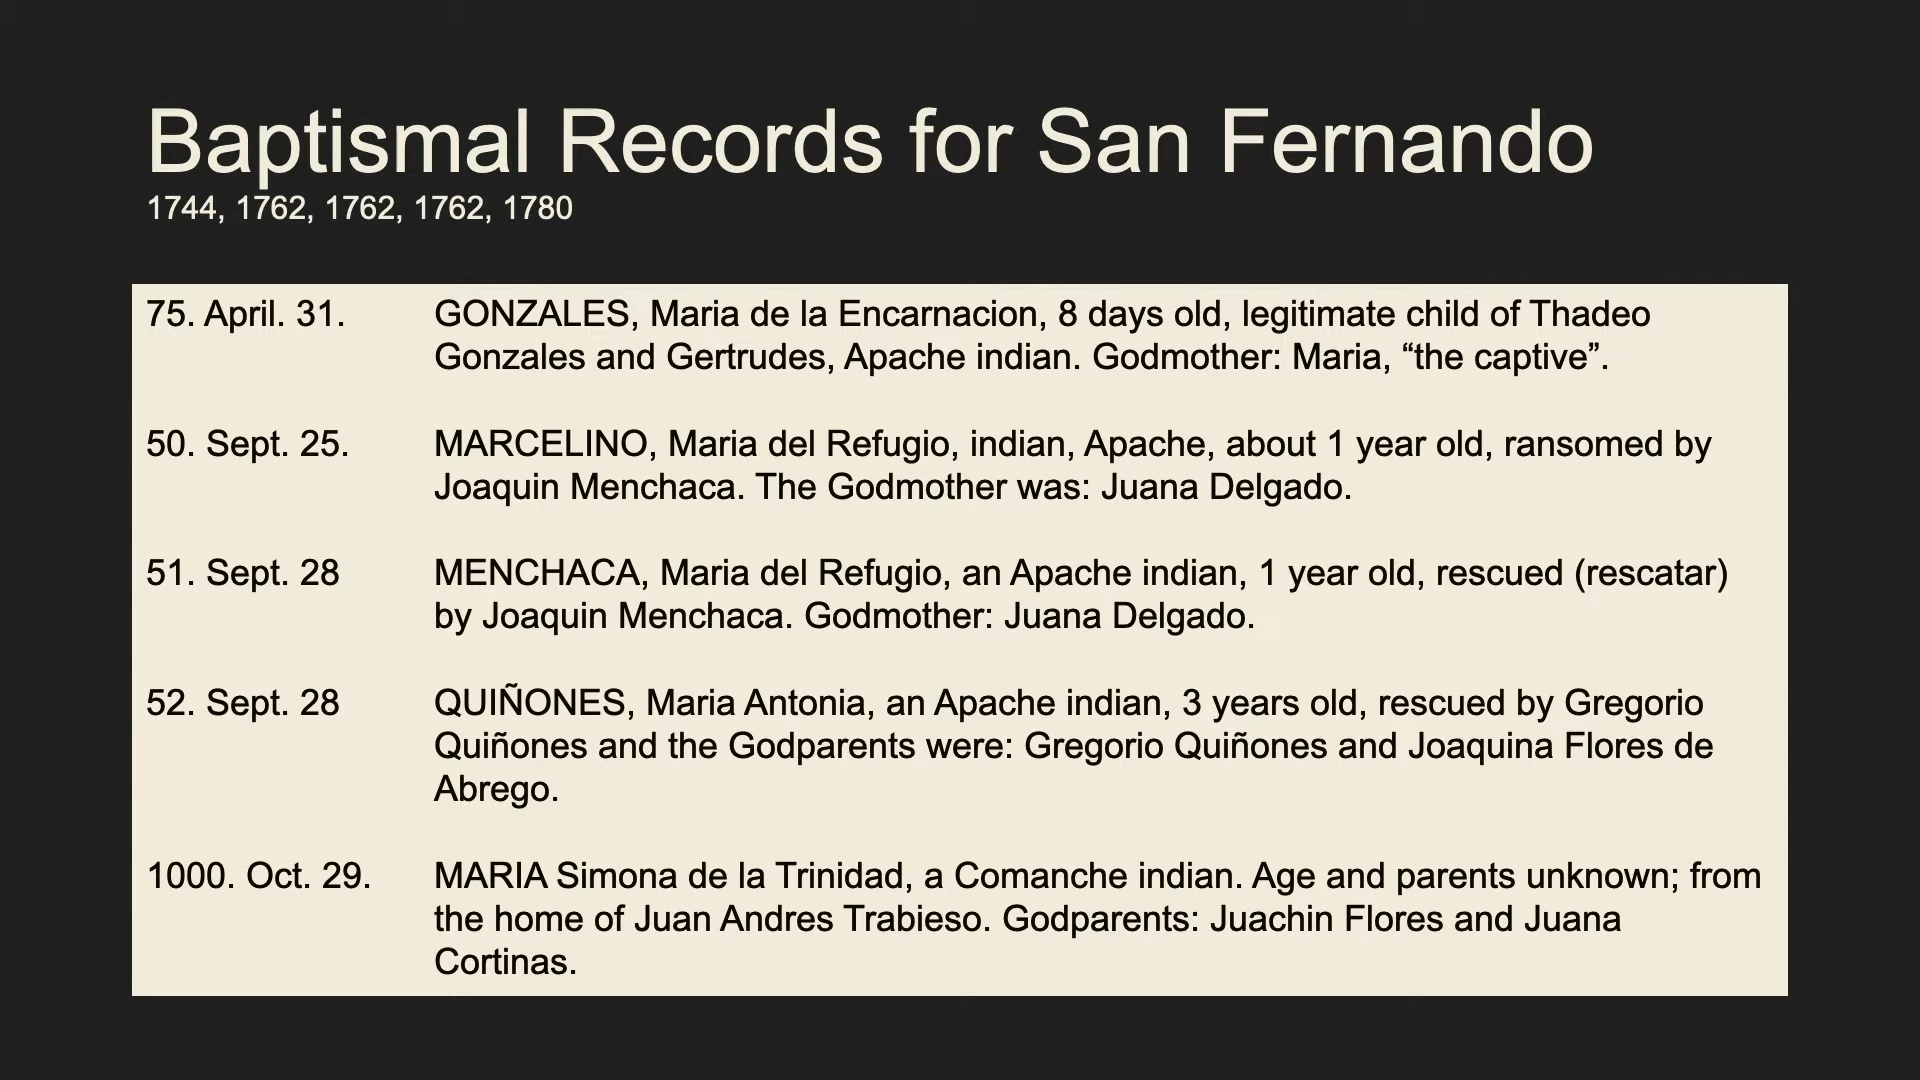 Baptismal Records for San Fernando
1744, 1762, 1762, 1762, 1780
75. April. 31. GONZALES, Maria de la Encarnacion, 8 days old, legitimate child of Thadeo
Gonzales and Gertrudes, Apache indian. Godmother: Maria, “the captive”.
50. Sept. 25. MARCELINO, Maria del Refugio, indian, Apache, about 1 year old, ransomed by
Joaquin Menchaca. The Godmother was: Juana Delgado.
51. Sept. 28 MENCHACA, Maria del Refugio, an Apache indian, 1 year old, rescued (rescatar)
by Joaquin Menchaca. Godmother: Juana Delgado.
52. Sept. 28 QUIÑONES, Maria Antonia, an Apache indian, 3 years old, rescued by Gregorio
Quiñones and the Godparents were: Gregorio Quiñones and Joaquina Flores de
Abrego.
1000. Oct. 29. MARIA Simona de la Trinidad, a Comanche indian. Age and parents unknown; from
the home of Juan Andres Trabieso. Godparents: Juachin Flores and Juana
Cortinas.